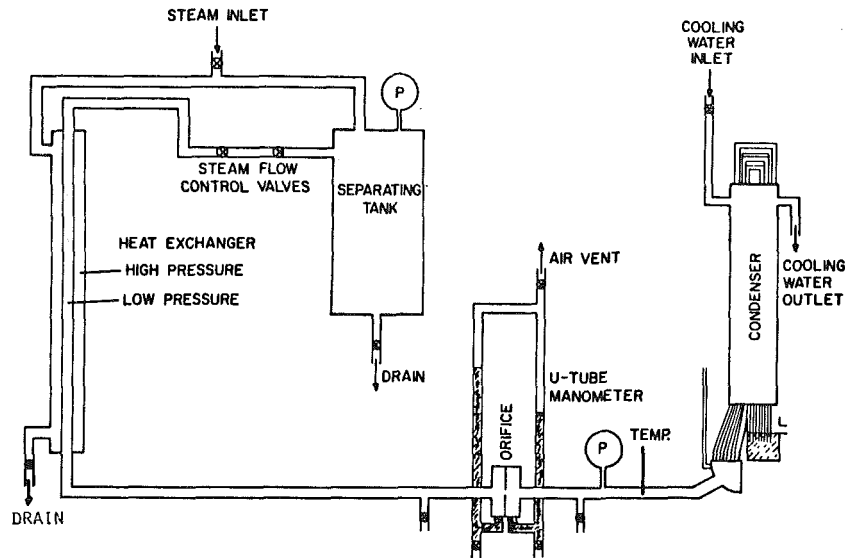 STEAM INLET
COOLING
WATER
INLET
P
STEAM FLOW
CONTROL VALVES
SEPARATING
TANK
HEAT EXCHANGER
HIGH PRESSURE
LOW PRESSURE
AIR VENT
CONDENSER
COOLING
WATER
OUTLET
DRAIN
U-TUBE
MANOMETER
ORIFICE
TEMP.
P
DRAIN